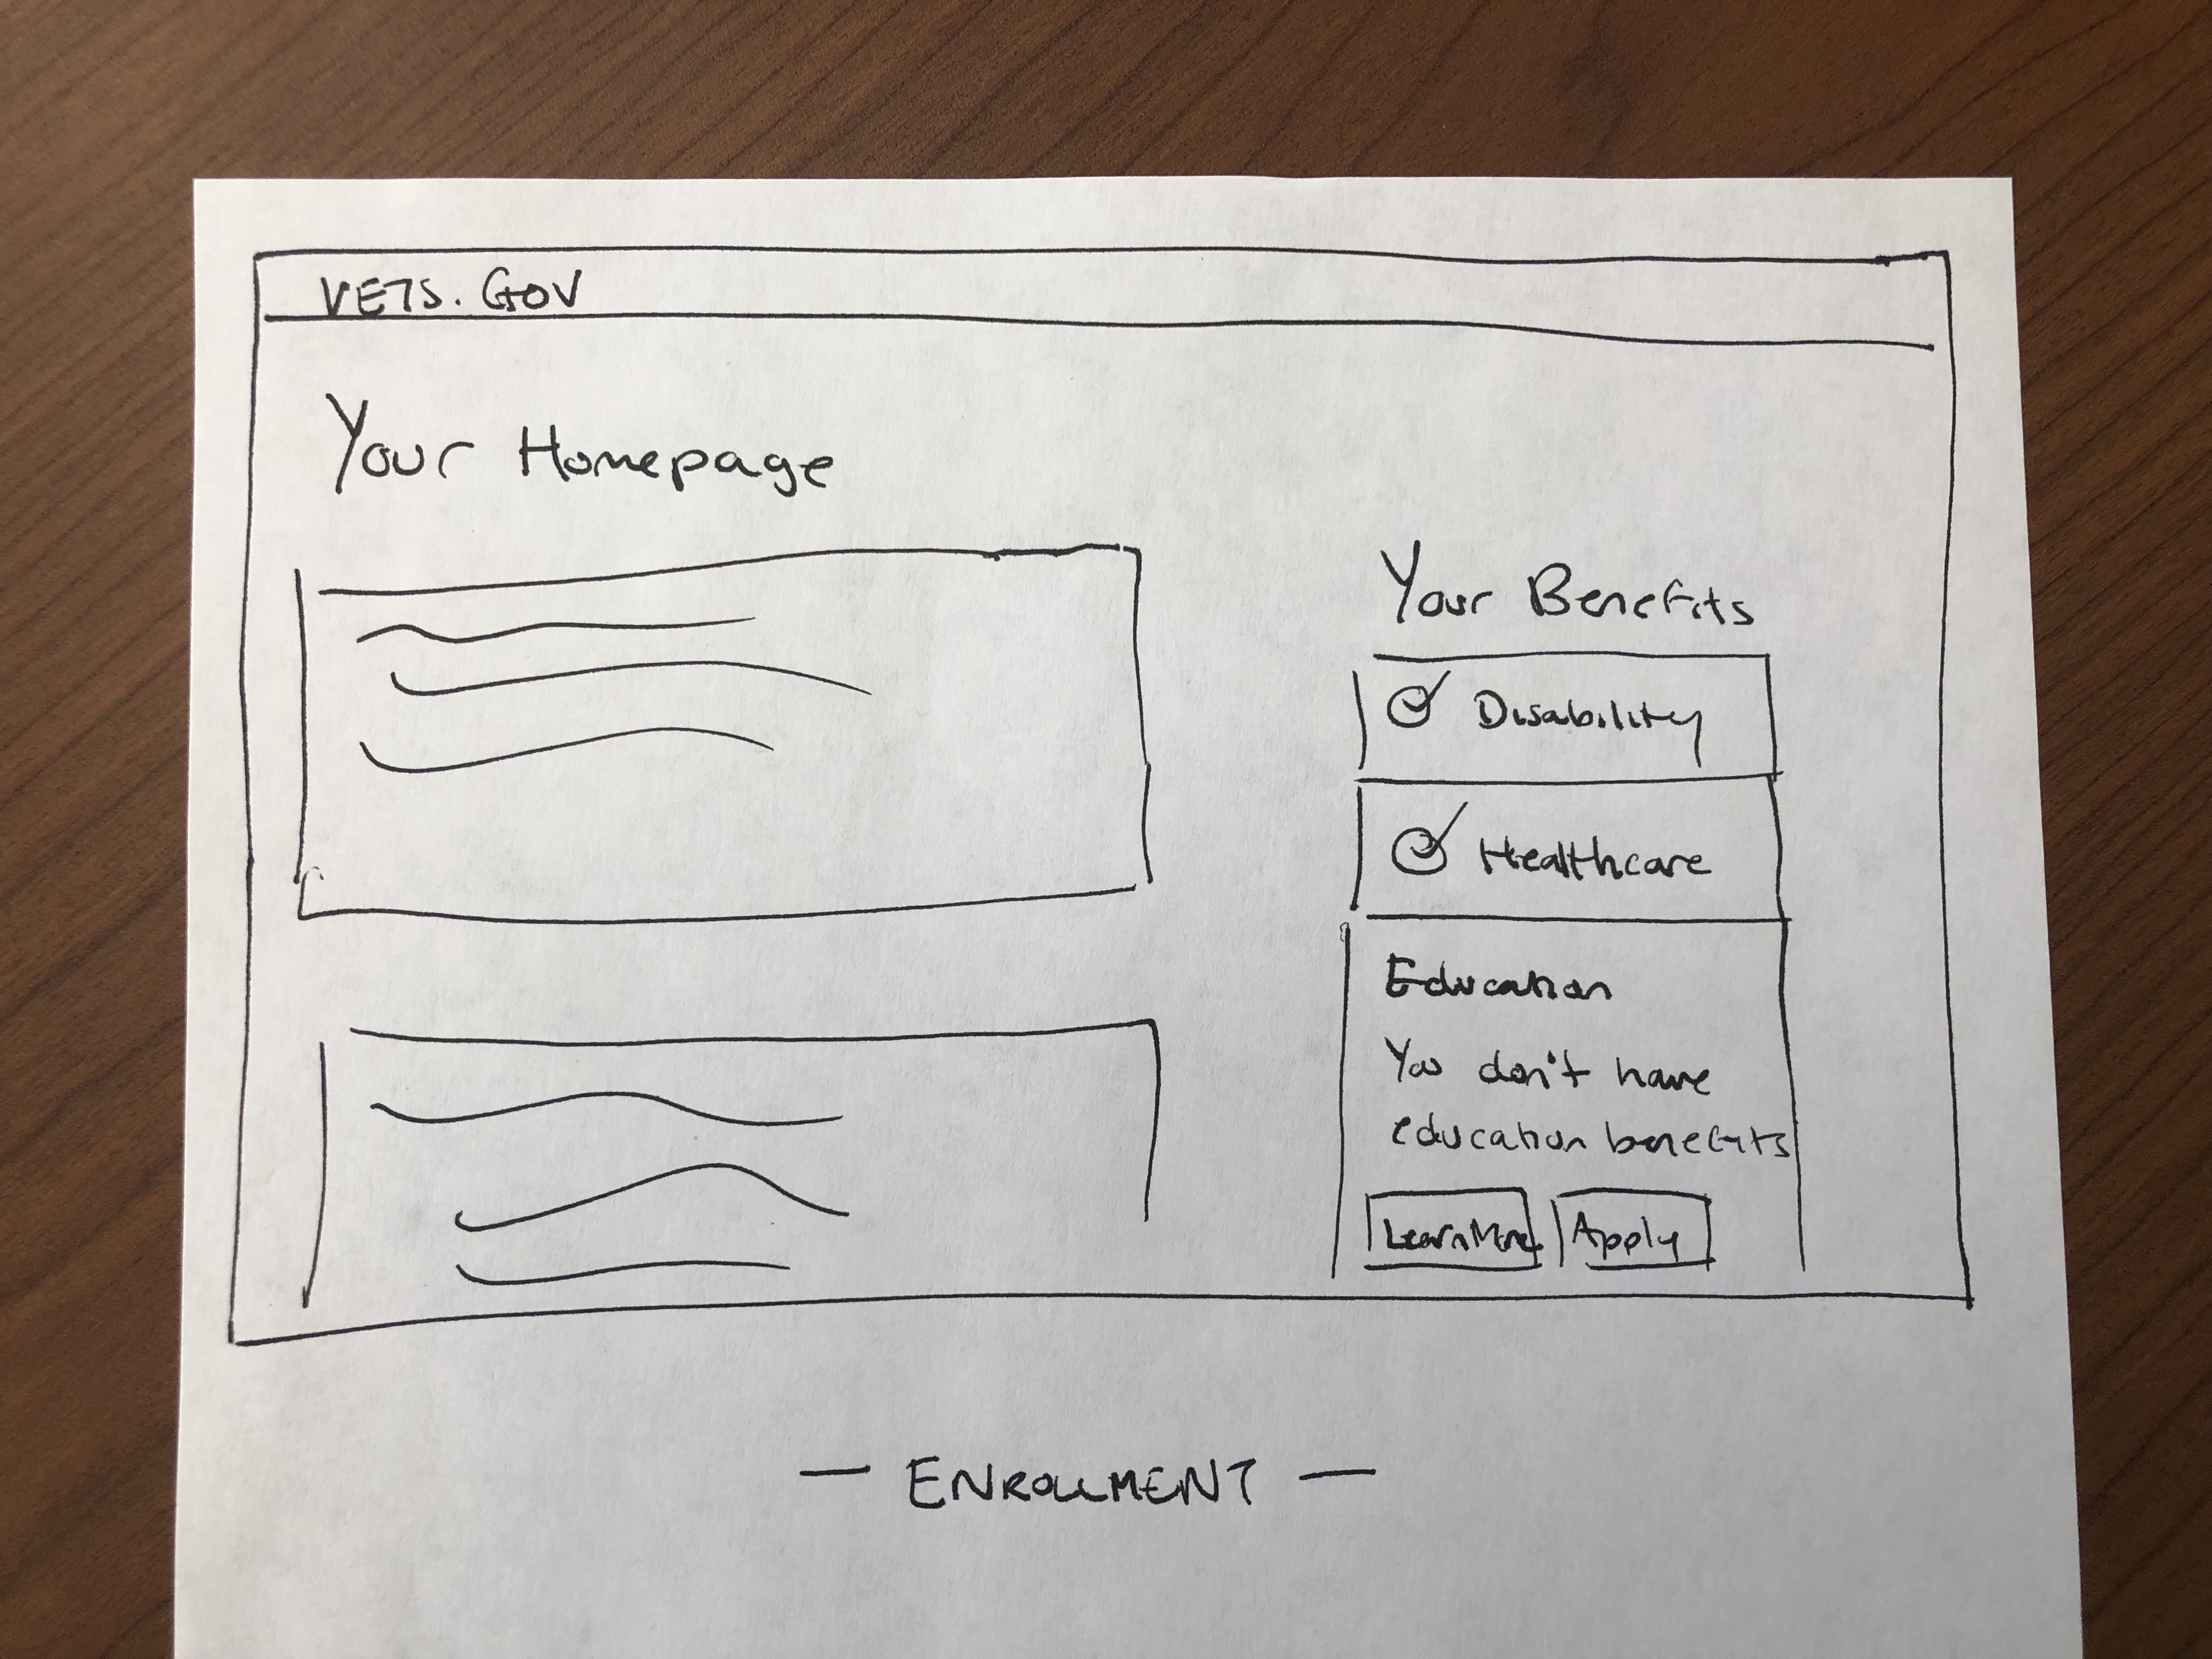 VETS.GOV
Your Homepage
Your Benefits
Disability
Healthcare
Education
You don't have
education benefits
Learn More
Apply
— ENROLLMENT —